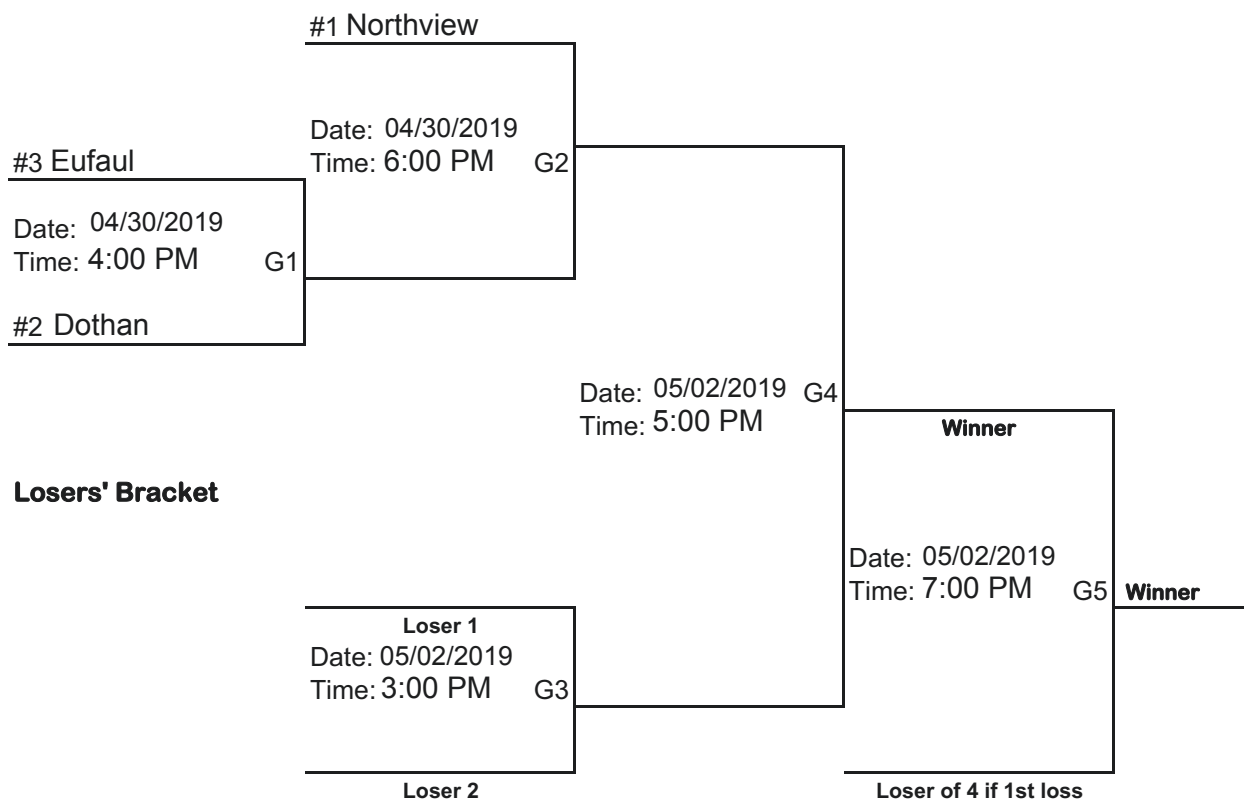 #1 Northview
Date: 04/30/2019
Time: 6:00 PM G2
#3 Eufaul
Date: 04/30/2019
Time: 4:00 PM G1
#2 Dothan
Date: 05/02/2019 G4
Time: 5:00 PM
Winner
Losers' Bracket
Date: 05/02/2019
Time: 7:00 PM G5 Winner
Loser 1
Date: 05/02/2019
Time: 3:00 PM G3
Loser 2
Loser of 4 if 1st loss